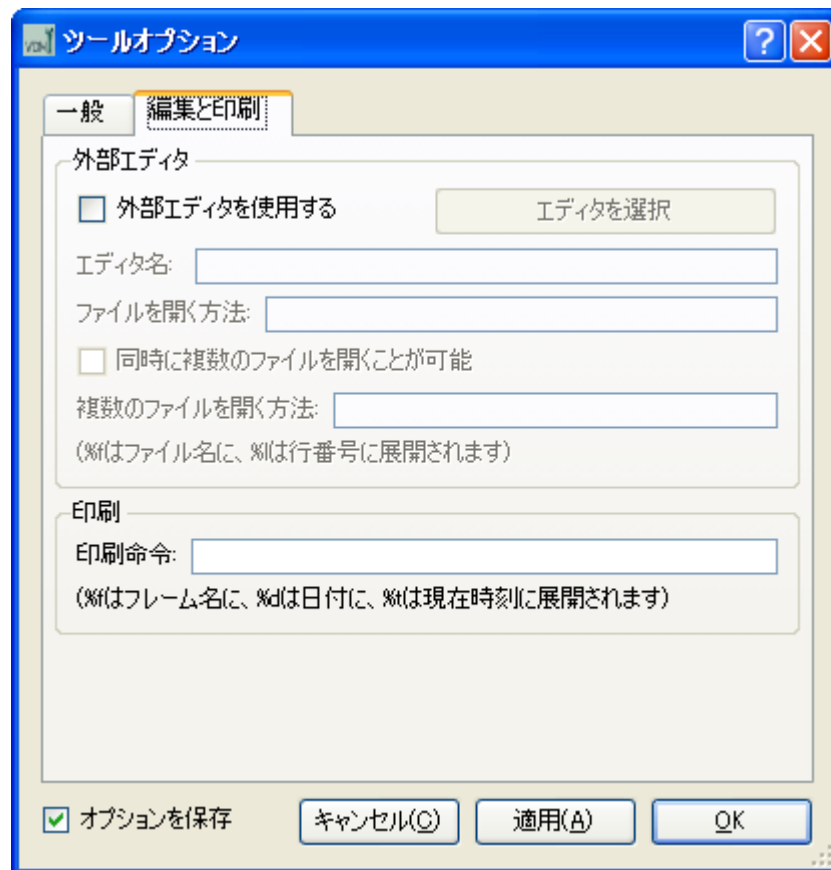 VDM ツールオプション
一般 編集と印刷
外部エディタ
外部エディタを使用する エディタを選択
エディタ名:
ファイルを開く方法:
同時に複数のファイルを開くことが可能
複数のファイルを開く方法:
(%fはファイル名に、%lは行番号に展開されます)
印刷
印刷命令:
(%fはフレーム名に、%dは日付に、%tは現在時刻に展開されます)
オプションを保存 キャンセル(C) 適用(A) OK